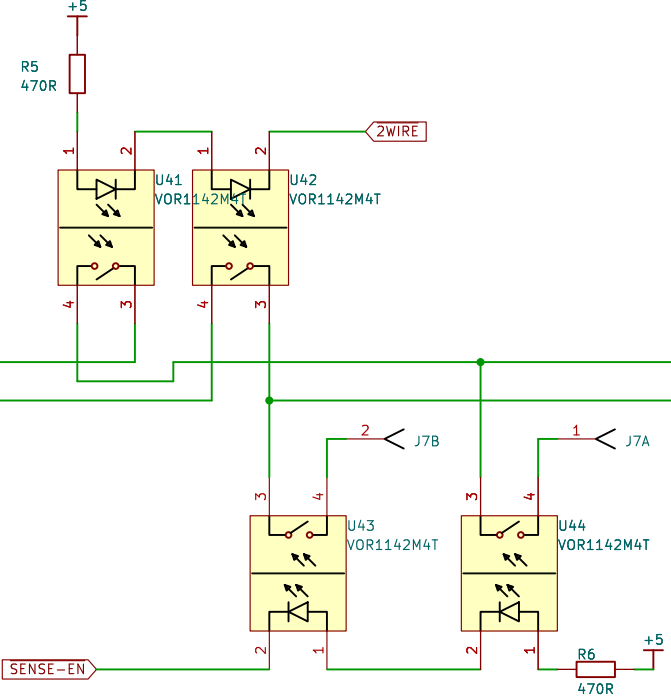 +5
R5
470R
1
2
1
2
2WIRE
U41
VOR1142M4T
U42
VOR1142M4T
4
3
4
3
2
J7B
1
J7A
3
4
3
4
U43
VOR1142M4T
U44
VOR1142M4T
2
1
2
1
SENSE-EN
R6
470R
+5